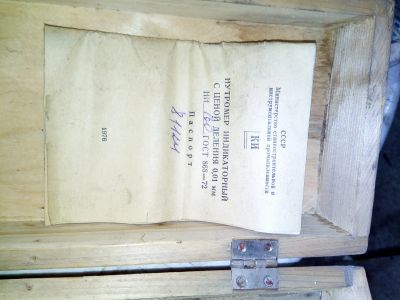 СССР
Министерство станкостроительной и
инструментальной промышленности
КИ
НУТРОМЕР ИНДИКАТОРНЫЙ
С ЦЕНОЙ ДЕЛЕНИЯ 0,01 мм
НИ ГОСТ 868—72
Паспорт
1976